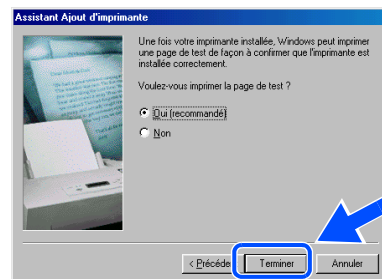 Assistant Ajout d'imprimante
Une fois votre imprimante installée, Windows peut imprimer
une page de test de façon à confirmer que l'imprimante est
installée correctement.
Voulez-vous imprimer la page de test ?
Oui (recommandé)
Non
< Précéde
Terminer
Annuler